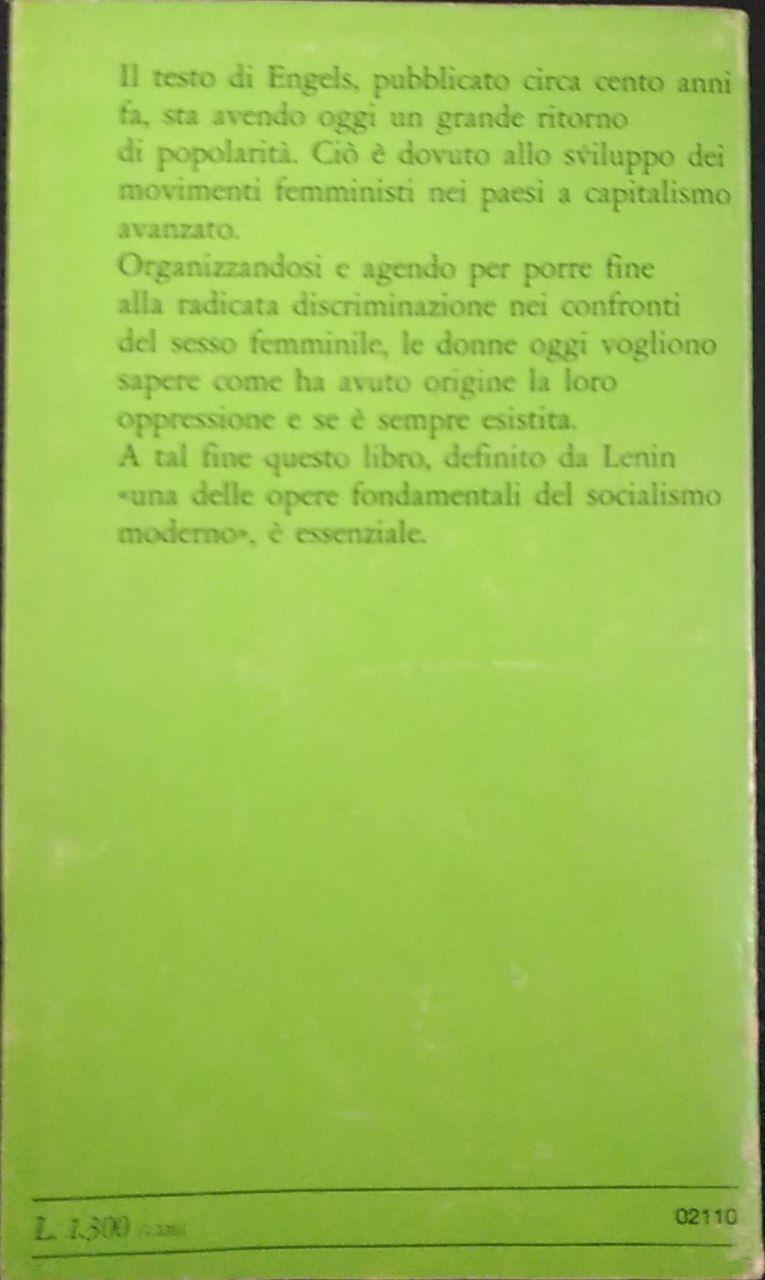 Il testo di Engels, pubblicato circa cento anni
fa, sta avendo oggi un grande ritorno
di popolarità. Ciò è dovuto allo sviluppo dei
movimenti femministi nei paesi a capitalismo
avanzato.
Organizzandosi e agendo per porre fine
alla radicata discriminazione nei confronti
del sesso femminile, le donne oggi vogliono
sapere come ha avuto origine la loro
oppressione e se è sempre esistita.
A tal fine questo libro, definito da Lenin
«una delle opere fondamentali del socialismo
moderno», è essenziale.
L. 1.300
02110